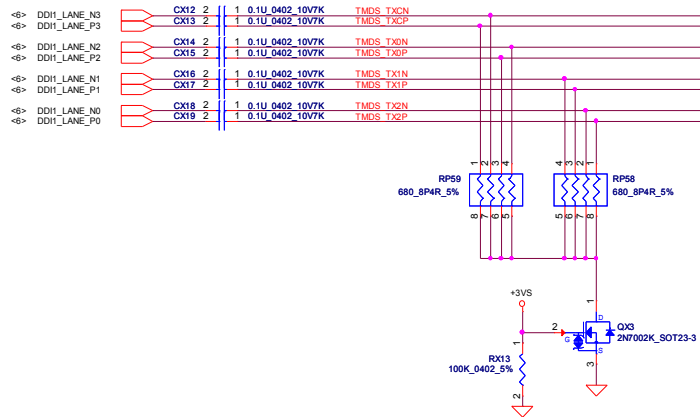 <6> DDI1_LANE_N3 CX12 2 1 0.1U_0402_10V7K TMDS_TXCN
<6> DDI1_LANE_P3 CX13 2 1 0.1U_0402_10V7K TMDS_TXCP
<6> DDI1_LANE_N2 CX14 2 1 0.1U_0402_10V7K TMDS_TX0N
<6> DDI1_LANE_P2 CX15 2 1 0.1U_0402_10V7K TMDS_TX0P
<6> DDI1_LANE_N1 CX16 2 1 0.1U_0402_10V7K TMDS_TX1N
<6> DDI1_LANE_P1 CX17 2 1 0.1U_0402_10V7K TMDS_TX1P
<6> DDI1_LANE_N0 CX18 2 1 0.1U_0402_10V7K TMDS_TX2N
<6> DDI1_LANE_P0 CX19 2 1 0.1U_0402_10V7K TMDS_TX2P
1 2 3 4 4 3 2 1
RP59 RP58
680_8P4R_5% 680_8P4R_5%
8 7 6 5 5 6 7 8
+3VS
1
D
2
QX3
2N7002K_SOT23-3
G
S
1
3
RX13
100K_0402_5%
2